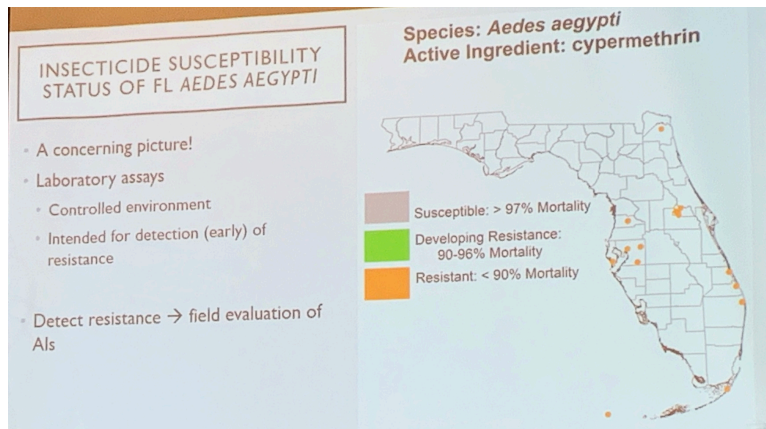 INSECTICIDE SUSCEPTIBILITY
STATUS OF FL AEDES AEGYPTI
A concerning picture!
Laboratory assays
Controlled environment
Intended for detection (early) of
resistance
Detect resistance → field evaluation of
AIs
Species: Aedes aegypti
Active Ingredient: cypermethrin
Susceptible: > 97% Mortality
Developing Resistance:
90-96% Mortality
Resistant: < 90% Mortality